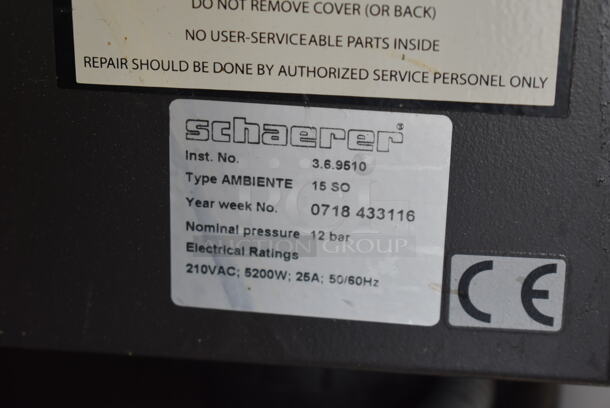 DO NOT REMOVE COVER (OR BACK)
NO USER-SERVICEABLE PARTS INSIDE
REPAIR SHOULD BE DONE BY AUTHORIZED SERVICE PERSONEL ONLY
schaerer®
Inst. No. 3.6.9510
Type AMBIENTE 15 SO
Year week No. 0718 433116
Nominal pressure 12 bar
AUCTION GROUP
Electrical Ratings
210VAC; 5200W; 25A; 50/60Hz
CE